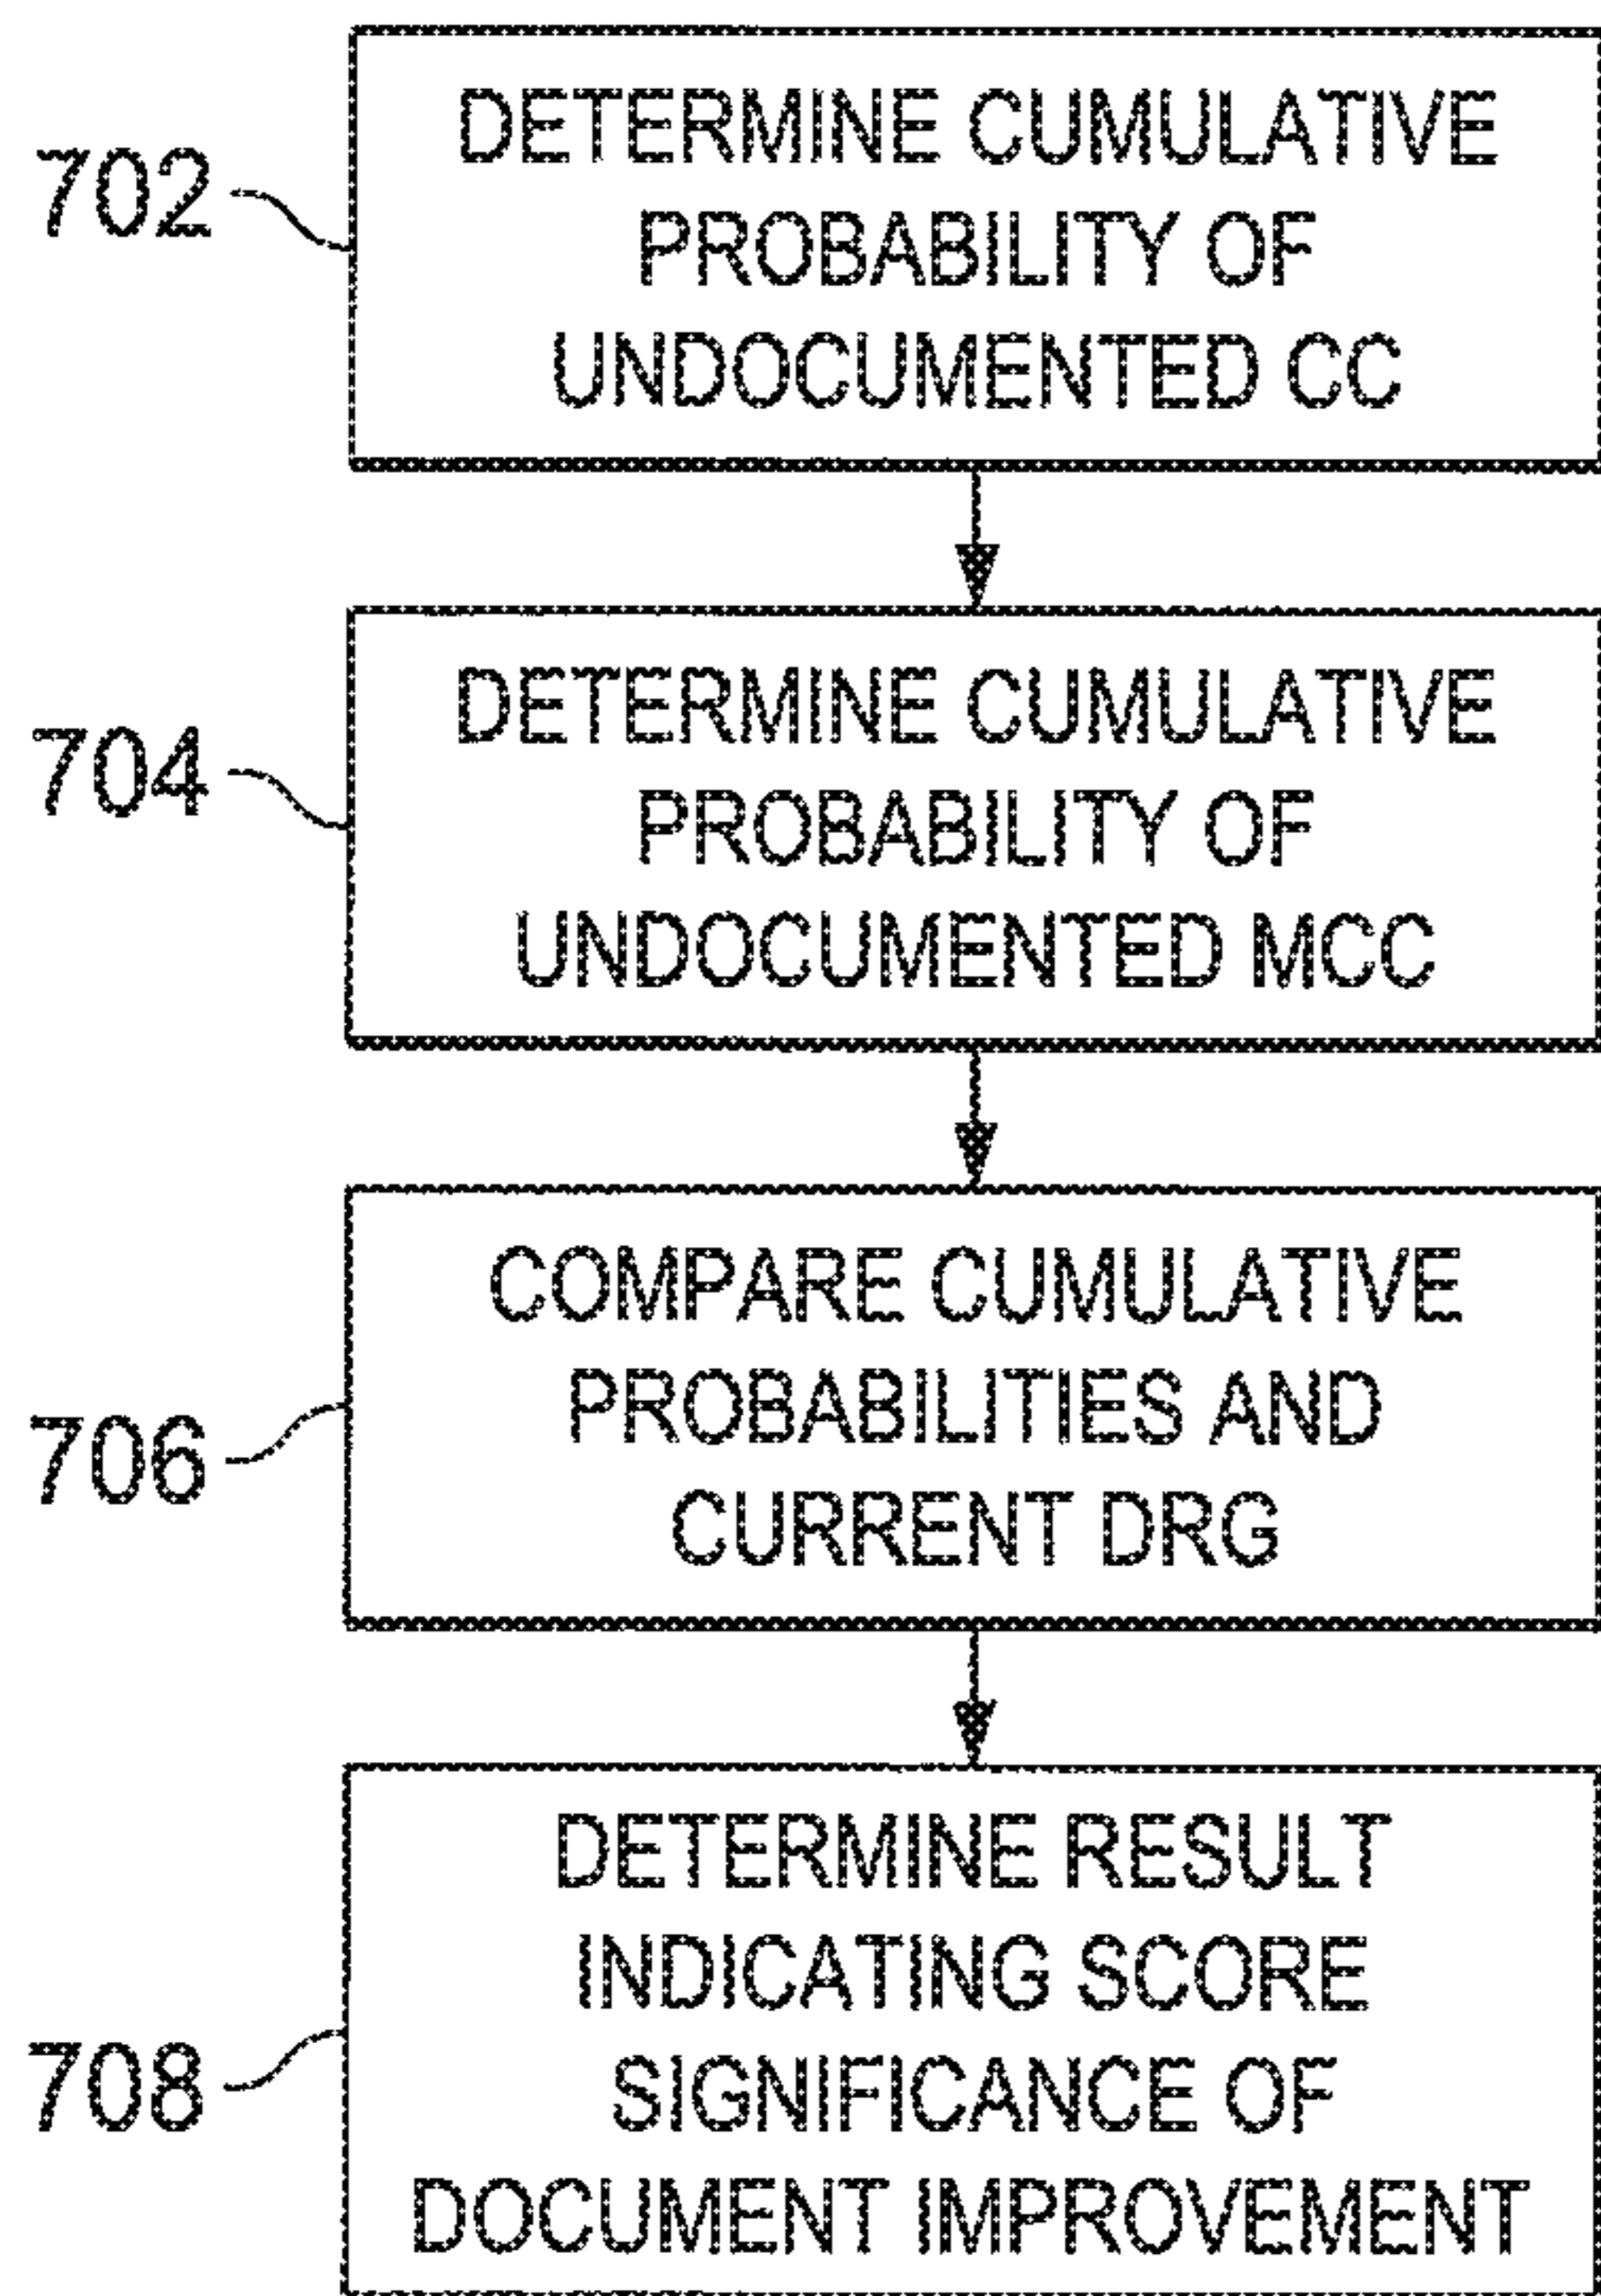 DETERMINE CUMULATIVE
702
PROBABILITY OF
UNDOCUMENTED CC
DETERMINE CUMULATIVE
704
PROBABILITY OF
UNDOCUMENTED MCC
COMPARE CUMULATIVE
PROBABILITIES AND
706
CURRENT DRG
DETERMINE RESULT
INDICATING SCORE
708
SIGNIFICANCE OF
DOCUMENT IMPROVEMENT